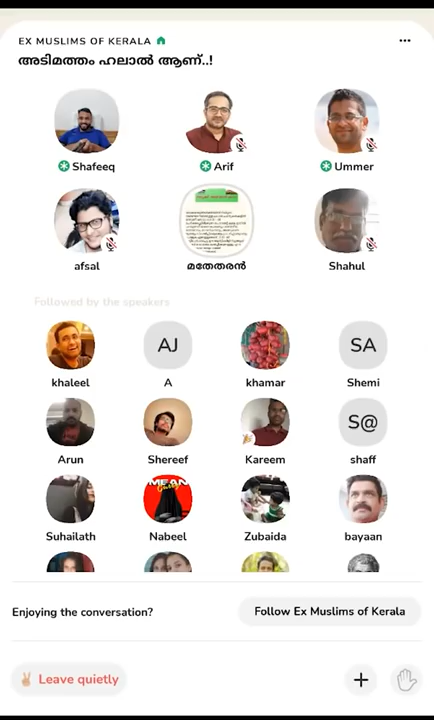 EX MUSLIMS OF KERALA
അടിമത്തം ഹലാൽ ആണ്..!
Shafeeq Arif Ummer
afsal മതേതരൻ Shahul
Followed by the speakers
AJ SA
khaleel A khamar Shemi
S@
Arun Shereef Kareem shaff
MEAN
Suhailath Nabeel Zubaida bayaan
Enjoying the conversation? Follow Ex Muslims of Kerala
Leave quietly